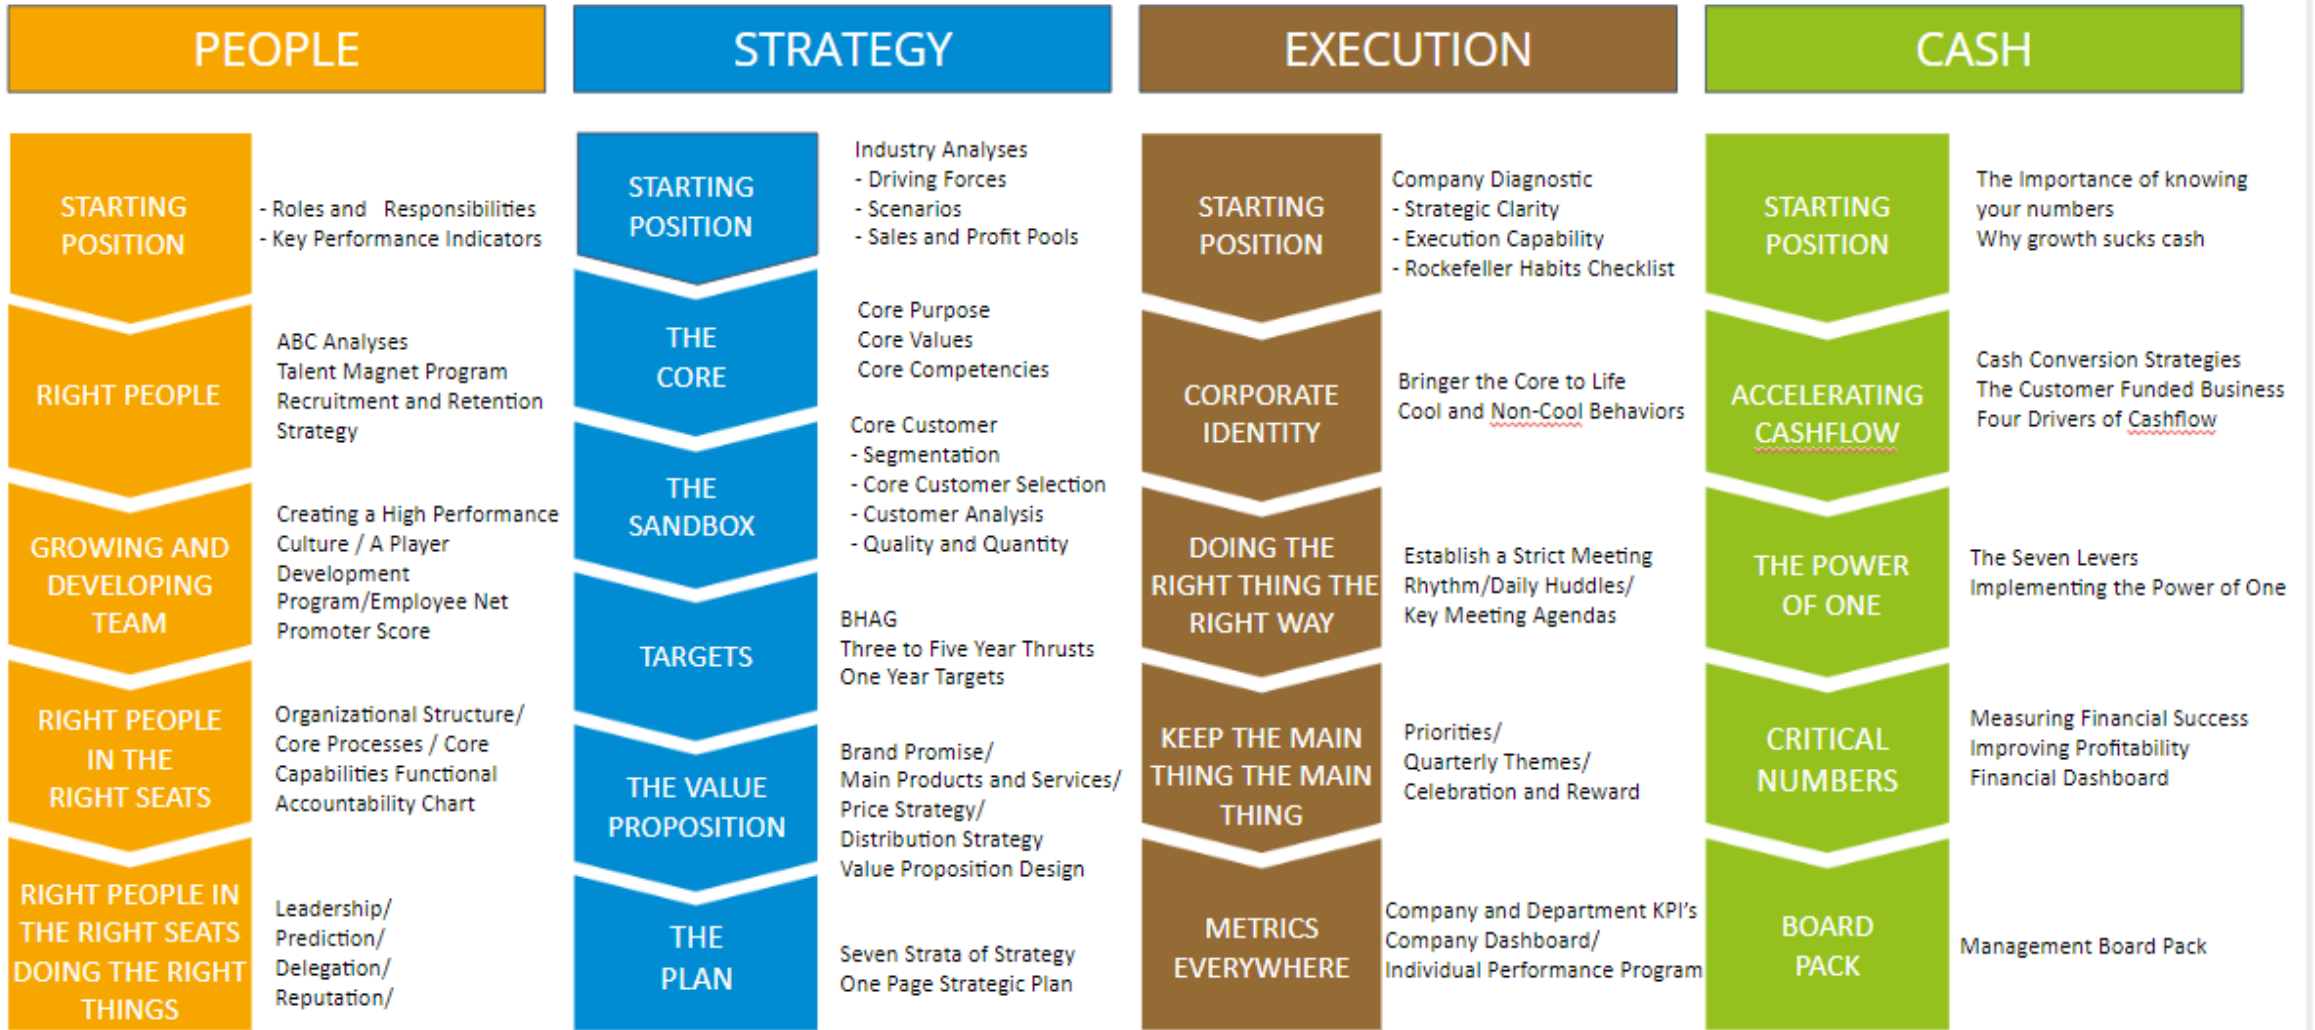 PEOPLE
STARTING
POSITION
- Roles and Responsibilities
- Key Performance Indicators
RIGHT PEOPLE
ABC Analyses
Talent Magnet Program
Recruitment and Retention
Strategy
GROWING AND
DEVELOPING
TEAM
Creating a High Performance
Culture / A Player
Development
Program/Employee Net
Promoter Score
RIGHT PEOPLE
IN THE
RIGHT SEATS
Organizational Structure/
Core Processes / Core
Capabilities Functional
Accountability Chart
RIGHT PEOPLE IN
THE RIGHT SEATS
DOING THE RIGHT
THINGS
Leadership/
Prediction/
Delegation/
Reputation/
STRATEGY
STARTING
POSITION
Industry Analyses
- Driving Forces
- Scenarios
- Sales and Profit Pools
THE
CORE
Core Purpose
Core Values
Core Competencies
THE
SANDBOX
Core Customer
- Segmentation
- Core Customer Selection
- Customer Analysis
- Quality and Quantity
TARGETS
BHAG
Three to Five Year Thrusts
One Year Targets
THE VALUE
PROPOSITION
Brand Promise/
Main Products and Services/
Price Strategy/
Distribution Strategy
Value Proposition Design
THE
PLAN
Seven Strata of Strategy
One Page Strategic Plan
EXECUTION
STARTING
POSITION
Company Diagnostic
- Strategic Clarity
- Execution Capability
- Rockefeller Habits Checklist
CORPORATE
IDENTITY
Bringer the Core to Life
Cool and Non-Cool Behaviors
DOING THE
RIGHT THING THE
RIGHT WAY
Establish a Strict Meeting
Rhythm/Daily Huddles/
Key Meeting Agendas
KEEP THE MAIN
THING THE MAIN
THING
Priorities/
Quarterly Themes/
Celebration and Reward
METRICS
EVERYWHERE
Company and Department KPI's
Company Dashboard/
Individual Performance Program
CASH
STARTING
POSITION
The Importance of knowing
your numbers
Why growth sucks cash
ACCELERATING
CASHFLOW
Cash Conversion Strategies
The Customer Funded Business
Four Drivers of Cashflow
THE POWER
OF ONE
The Seven Levers
Implementing the Power of One
CRITICAL
NUMBERS
Measuring Financial Success
Improving Profitability
Financial Dashboard
BOARD
PACK
Management Board Pack